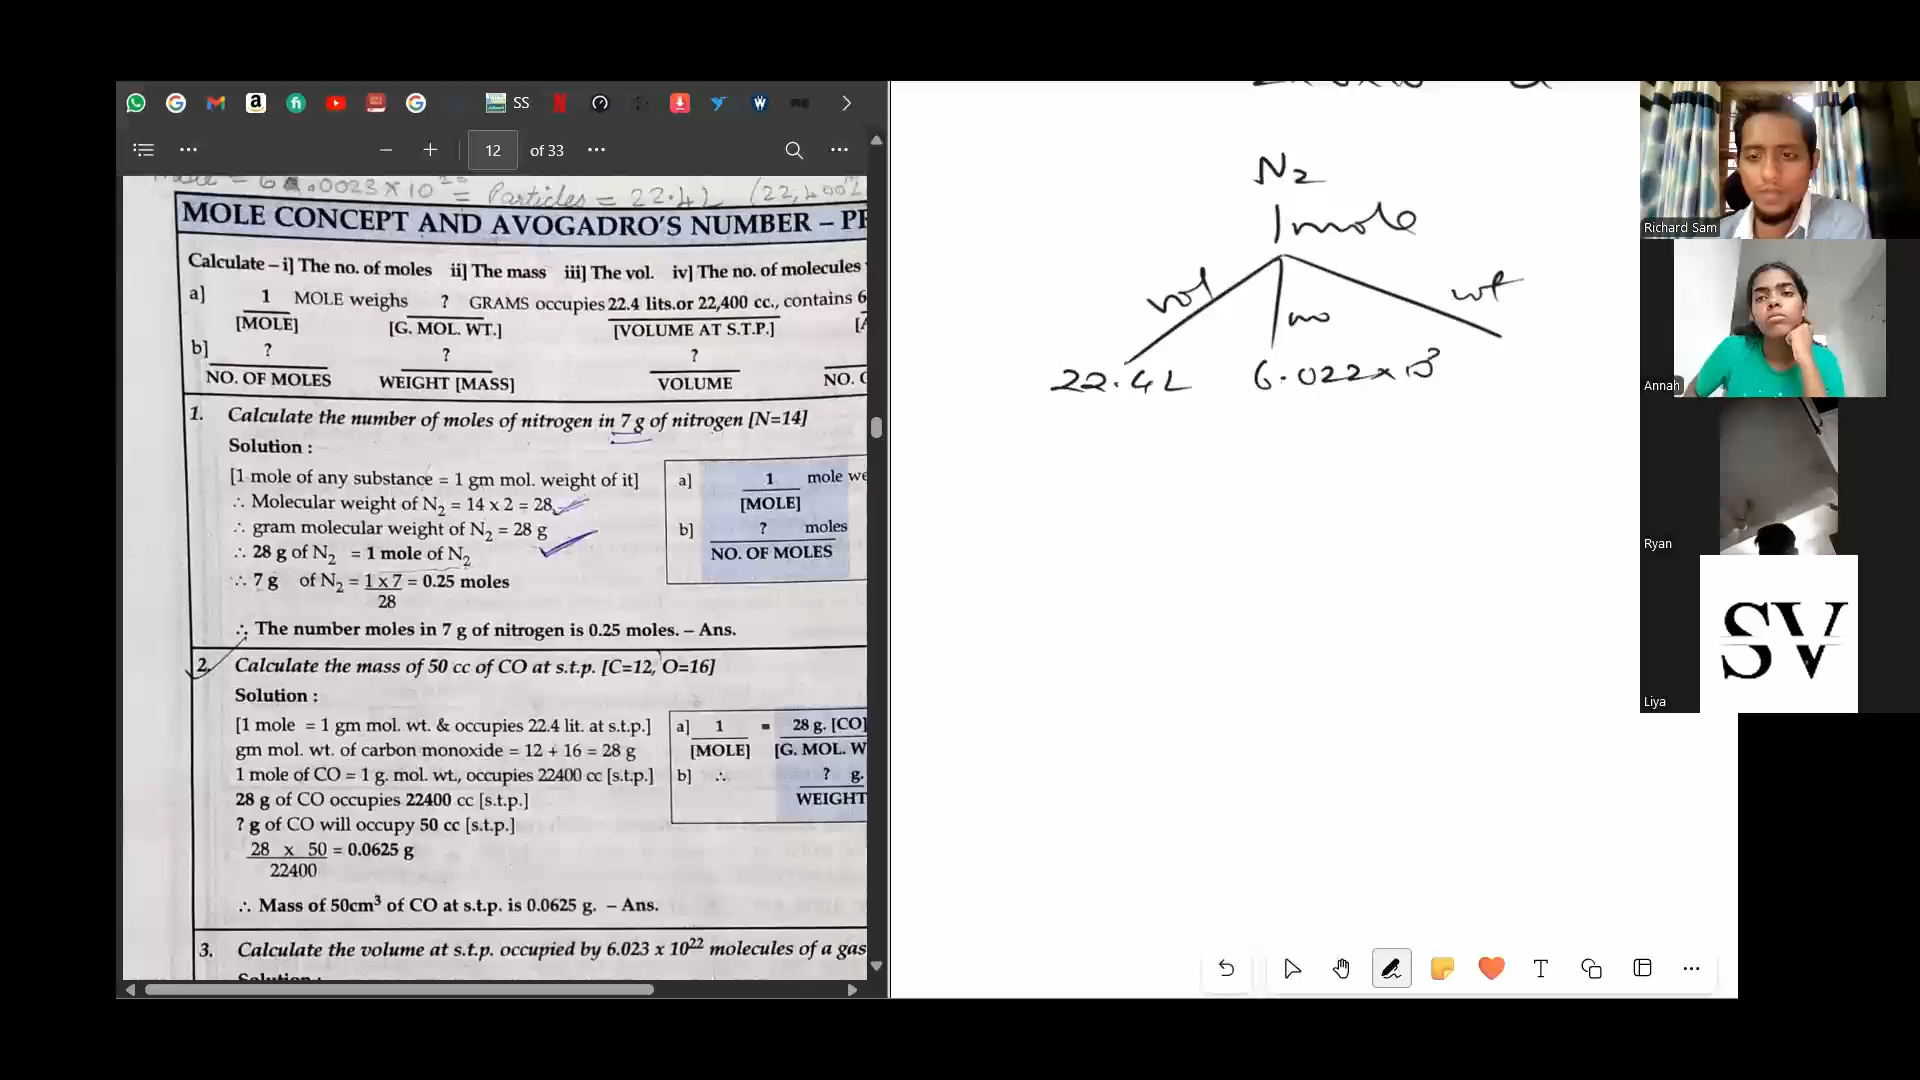 SS
12 of 33
= Particles = 22.4L
MOLE CONCEPT AND AVOGADRO'S NUMBER –
Calculate – i] The no. of moles ii] The mass iii] The vol. iv] The no. of molecules
a] 1 MOLE weighs ? GRAMS occupies 22.4 lits.or 22,400 cc., contains 6
[MOLE] [G. MOL. WT.] [VOLUME AT S.T.P.]
b] ? ? ?
NO. OF MOLES WEIGHT [MASS] VOLUME NO.
1. Calculate the number of moles of nitrogen in 7 g of nitrogen [N=14]
Solution :
[1 mole of any substance = 1 gm mol. weight of it]
∴ Molecular weight of N₂ = 14 x 2 = 28
∴ gram molecular weight of N₂ = 28 g
∴ 28 g of N₂ = 1 mole of N₂
∵ 7 g of N₂ = 1 x 7 = 0.25 moles
28
∴ The number moles in 7 g of nitrogen is 0.25 moles. – Ans.
a] 1 mole we
[MOLE]
b] ? moles
NO. OF MOLES
2. Calculate the mass of 50 cc of CO at s.t.p. [C=12, O=16]
Solution :
[1 mole = 1 gm mol. wt. & occupies 22.4 lit. at s.t.p.]
gm mol. wt. of carbon monoxide = 12 + 16 = 28 g
1 mole of CO = 1 g. mol. wt., occupies 22400 cc [s.t.p.]
28 g of CO occupies 22400 cc [s.t.p.]
? g of CO will occupy 50 cc [s.t.p.]
28 x 50 = 0.0625 g
22400
∴ Mass of 50cm³ of CO at s.t.p. is 0.0625 g. – Ans.
a] 1 = 28 g. [CO]
[MOLE] [G. MOL. W
b] ∴ ? g.
WEIGHT
3. Calculate the volume at s.t.p. occupied by 6.023 x 10²² molecules of a gas
Solution :
N₂
1 mole
vol no wt
22.4L 6.022x
Richard Sam
Annah
Ryan
SV
Liya
T